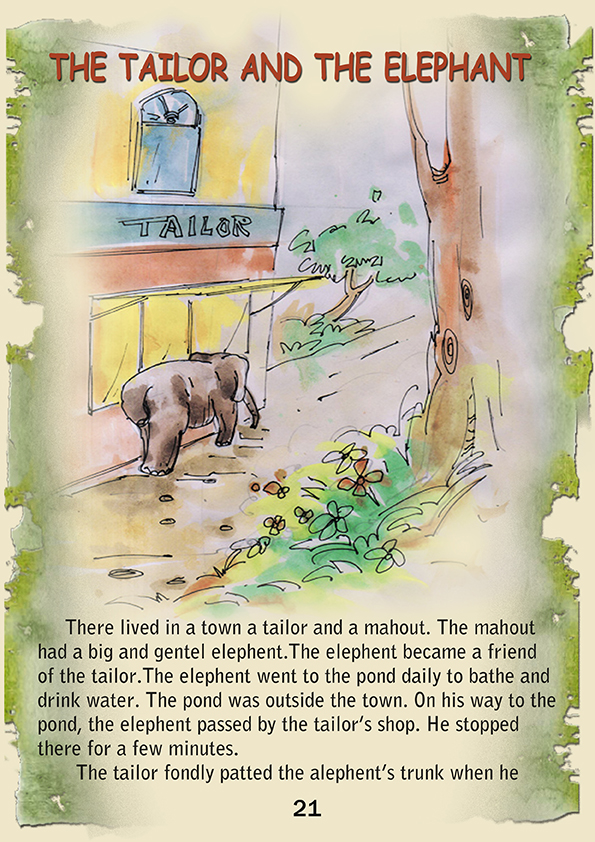 THE TAILOR AND THE ELEPHANT
TAILOR
There lived in a town a tailor and a mahout. The mahout
had a big and gentel elephent.The elephent became a friend
of the tailor.The elephent went to the pond daily to bathe and
drink water. The pond was outside the town. On his way to the
pond, the elephent passed by the tailor's shop. He stopped
there for a few minutes.
The tailor fondly patted the alephent's trunk when he
21